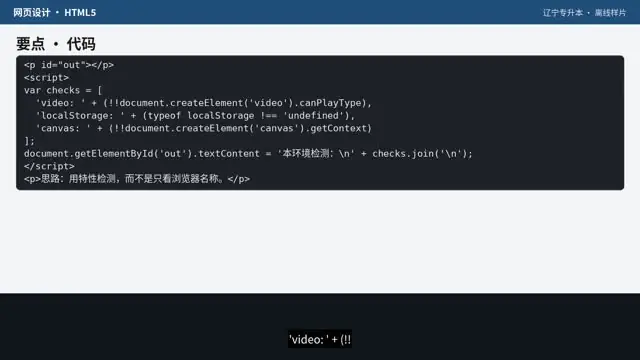 网页设计 · HTML5
辽宁专升本 · 离线样片
要点 · 代码
<p id="out"></p>
<script>
var checks = [
  'video: ' + (!!document.createElement('video').canPlayType),
  'localStorage: ' + (typeof localStorage !== 'undefined'),
  'canvas: ' + (!!document.createElement('canvas').getContext)
];
document.getElementById('out').textContent = '本环境检测：\n' + checks.join('\n');
</script>
<p>思路：用特性检测，而不是只看浏览器名称。</p>
'video: ' + (!!